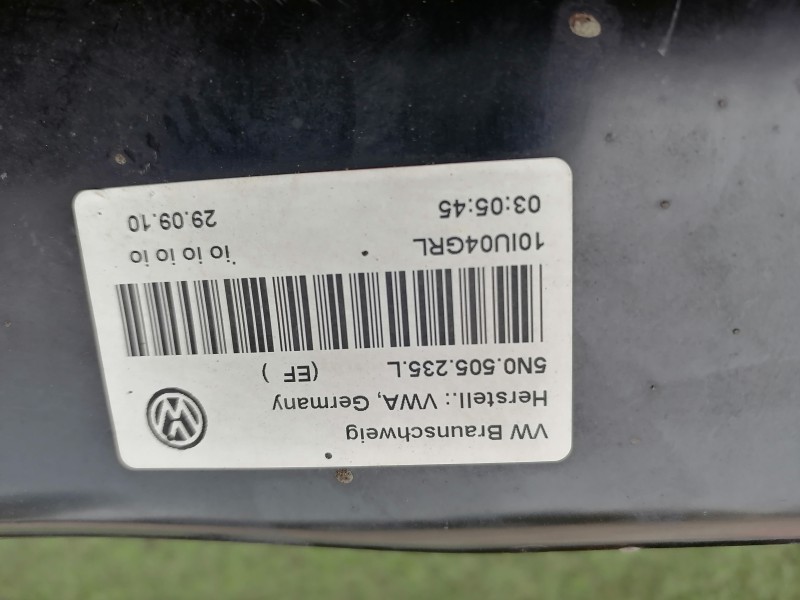 VW Braunschweig
Herstell.: VWA, Germany
5N0.505.235.L (EF )
10IU04GRL io io io io
03:05:45 29.09.10